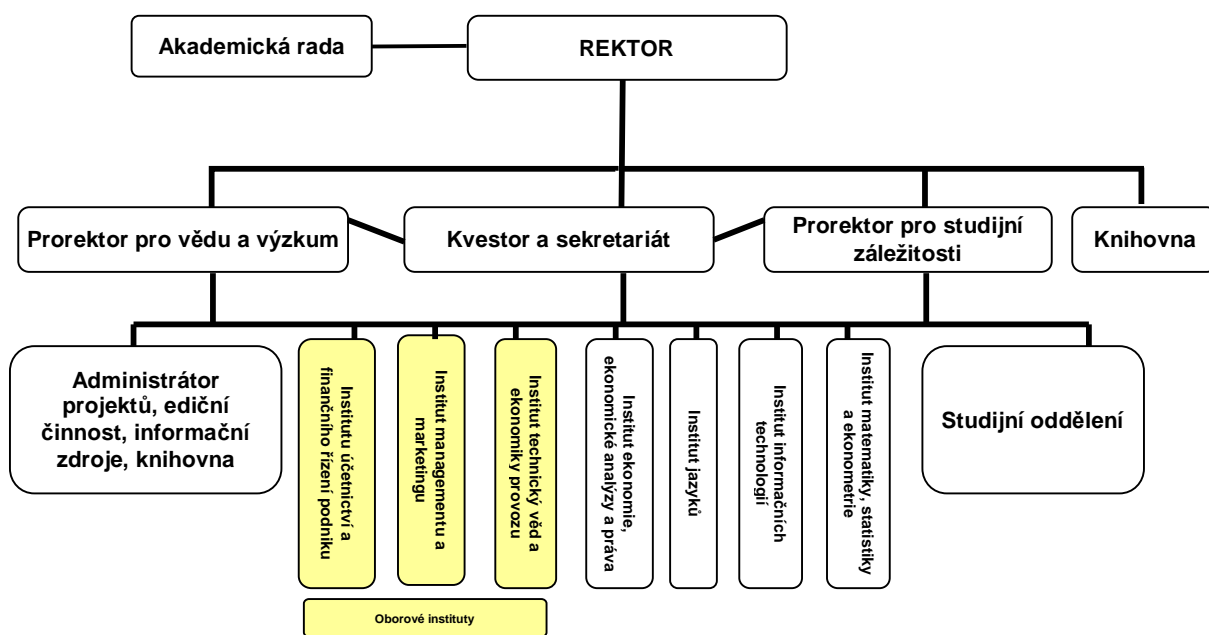 Akademická rada
REKTOR
Prorektor pro vědu a výzkum
Kvestor a sekretariát
Prorektor pro studijní
záležitosti
Knihovna
Administrátor
projektů, ediční
činnost, informační
zdroje, knihovna
Institutu účetnictví a
finančního řízení podniku
Institut managementu a
marketingu
Institut technický věd a
ekonomiky provozu
Institut ekonomie,
ekonomické analýzy a práva
Institut jazyků
Institut informačních
technologií
Institut matematiky, statistiky
a ekonometrie
Studijní oddělení
Oborové instituty